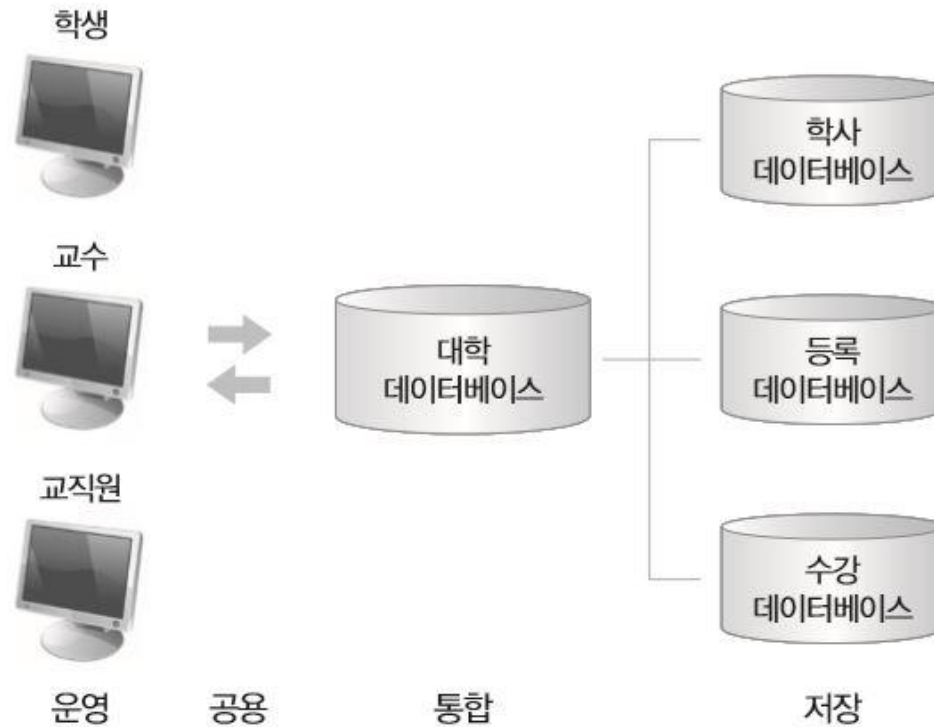 학생
교수
교직원
대학
데이터베이스
학사
데이터베이스
등록
데이터베이스
수강
데이터베이스
운영
공용
통합
저장